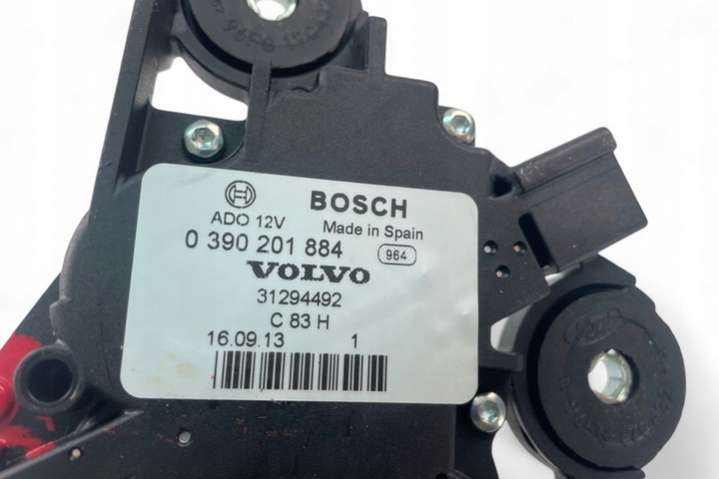 BOSCH
ADO 12V
Made in Spain
0 390 201 884
964
VOLVO
31294492
C 83 H
16.09.13 1